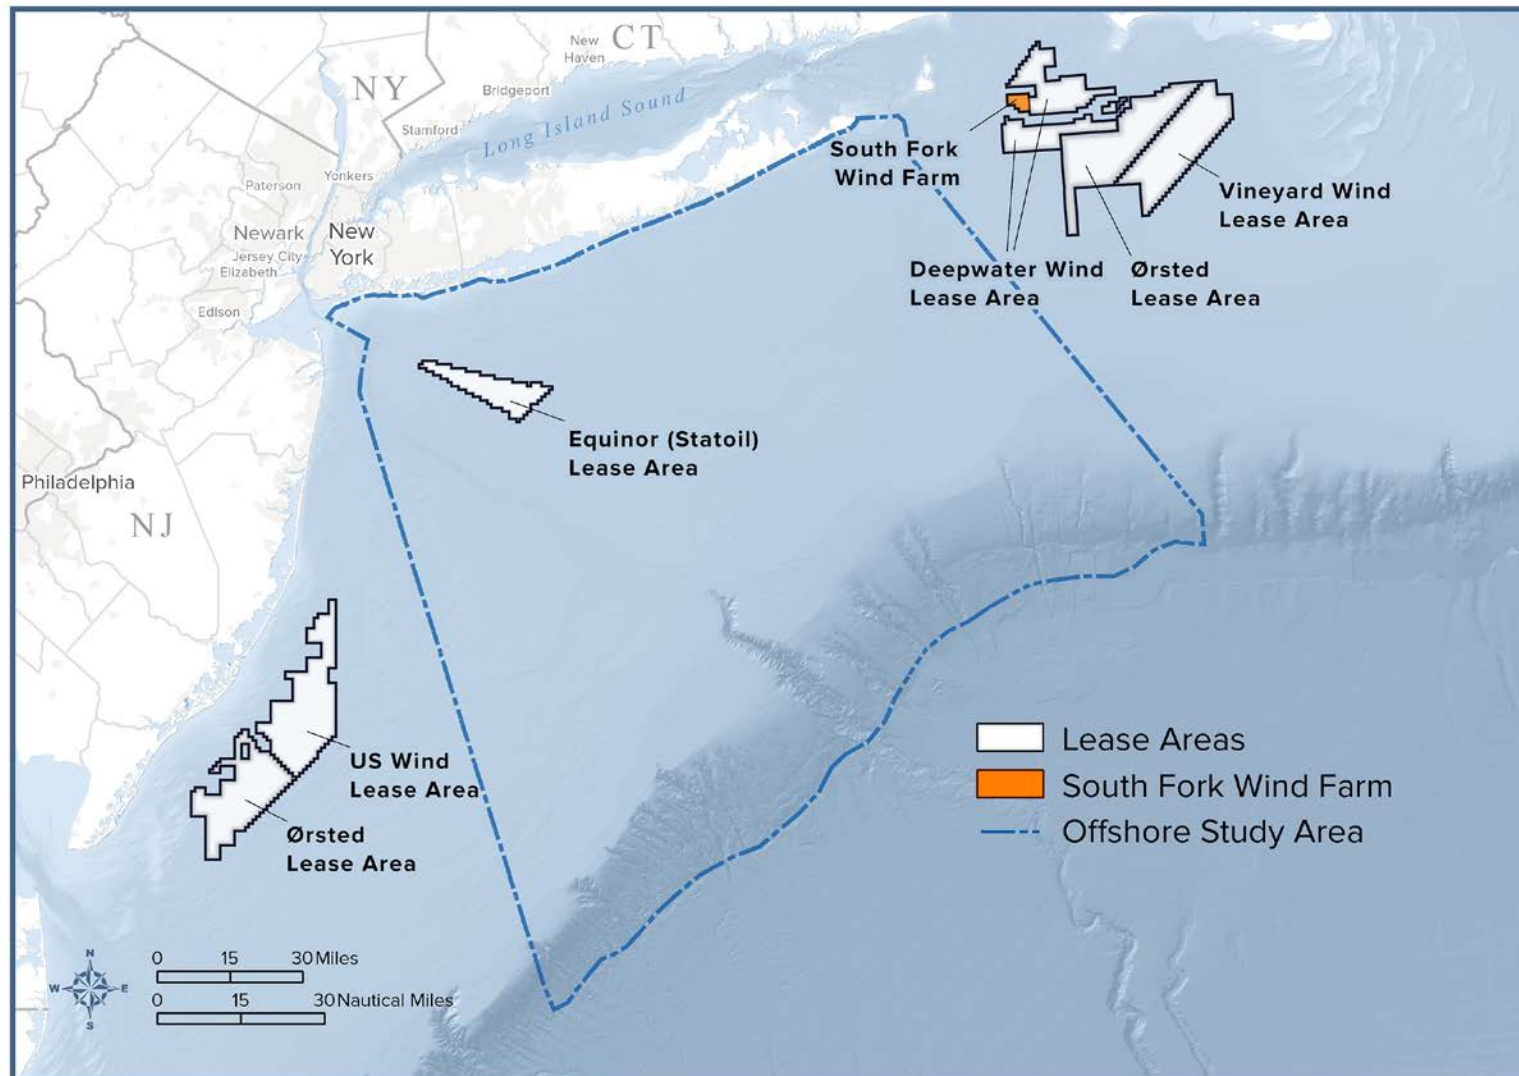 CT
New
Haven
NY
Bridgeport
Long Island Sound
Stamford
South Fork
Wind Farm
Yonkers
Paterson
Vineyard Wind
Lease Area
Newark
New
York
Jersey City
Elizabeth
Deepwater Wind
Lease Area
Ørsted
Lease Area
Edison
Equinor (Statoil)
Lease Area
Philadelphia
NJ
US Wind
Lease Area
Ørsted
Lease Area
Lease Areas
South Fork Wind Farm
Offshore Study Area
N
W E
S
0 15 30 Miles
0 15 30 Nautical Miles